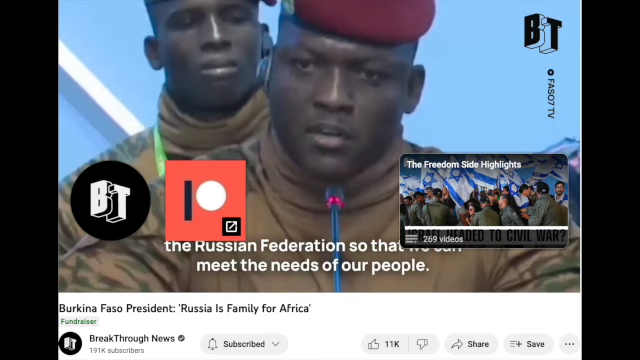 BT
FASO7 TV
The Freedom Side Highlights
BT
269 videos
ISRAEL HEADED TO CIVIL WAR?
the Russian Federation so that we can
meet the needs of our people.
Burkina Faso President: 'Russia Is Family for Africa'
Fundraiser
BT
BreakThrough News
191K subscribers
Subscribed
11K
Share
Save